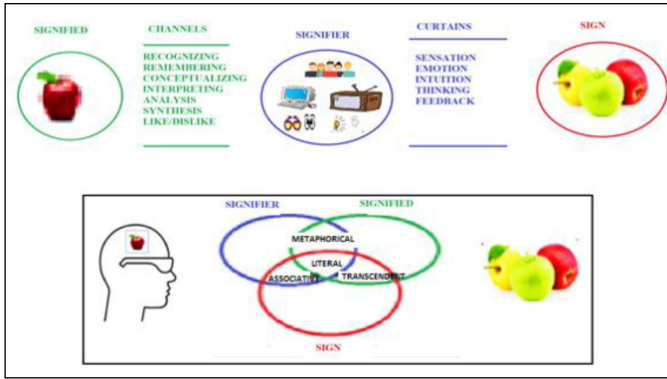 SIGNIFIED
CHANNELS
RECOGNIZING
REMEMBERING
CONCEPTUALIZING
INTERPRETING
ANALYSIS
SYNTHESIS
LIKE/DISLIKE
SIGNIFIER
CURTAINS
SENSATION
EMOTION
INTUITION
THINKING
FEEDBACK
SIGN
SIGNIFIER
SIGNIFIED
METAPHORICAL
LITERAL
ASSOCIATIVE
TRANSCENDENT
SIGN